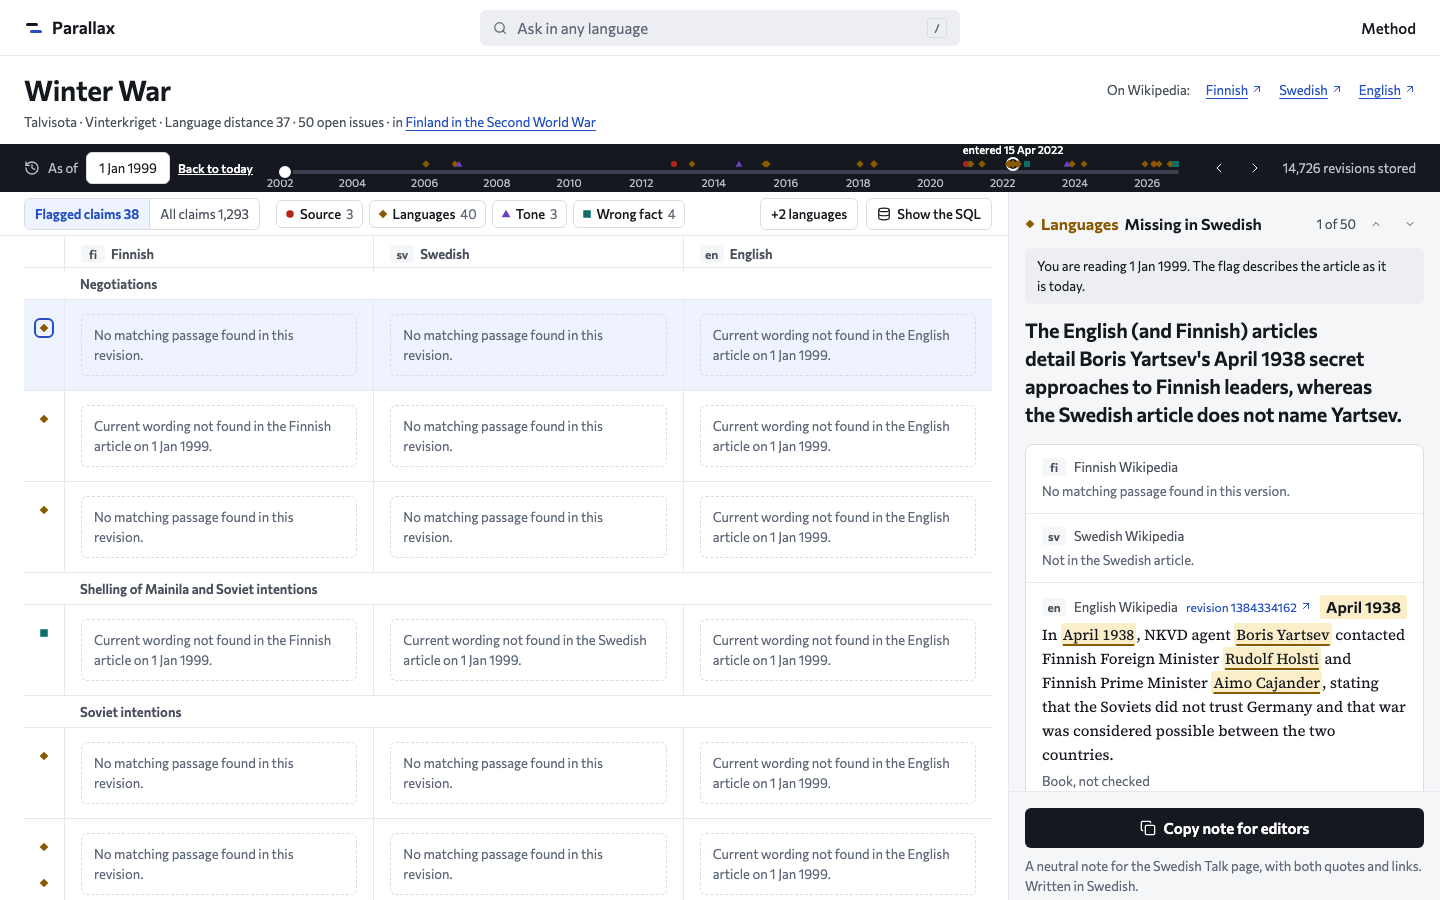 Parallax
Ask in any language
/
Method
Winter War
On Wikipedia: Finnish Swedish English
Talvisota · Vinterkriget · Language distance 37 · 50 open issues · in Finland in the Second World War
entered 15 Apr 2022
As of 1 Jan 1999 Back to today
2002 2004 2006 2008 2010 2012 2014 2016 2018 2020 2022 2024 2026
14,726 revisions stored
Flagged claims 38 All claims 1,293 Source 3 Languages 40 Tone 3 Wrong fact 4 +2 languages Show the SQL
fi Finnish sv Swedish en English
Negotiations
No matching passage found in this
revision.
No matching passage found in this
revision.
Current wording not found in the English
article on 1 Jan 1999.
Current wording not found in the Finnish
article on 1 Jan 1999.
No matching passage found in this
revision.
Current wording not found in the English
article on 1 Jan 1999.
No matching passage found in this
revision.
No matching passage found in this
revision.
Current wording not found in the English
article on 1 Jan 1999.
Shelling of Mainila and Soviet intentions
Current wording not found in the Finnish
article on 1 Jan 1999.
Current wording not found in the Swedish
article on 1 Jan 1999.
Current wording not found in the English
article on 1 Jan 1999.
Soviet intentions
No matching passage found in this
revision.
No matching passage found in this
revision.
Current wording not found in the English
article on 1 Jan 1999.
No matching passage found in this
revision.
No matching passage found in this
revision.
Current wording not found in the English
article on 1 Jan 1999.
Languages Missing in Swedish 1 of 50
You are reading 1 Jan 1999. The flag describes the article as it
is today.
The English (and Finnish) articles
detail Boris Yartsev's April 1938 secret
approaches to Finnish leaders, whereas
the Swedish article does not name Yartsev.
fi Finnish Wikipedia
No matching passage found in this version.
sv Swedish Wikipedia
Not in the Swedish article.
en English Wikipedia revision 1384334162 April 1938
In April 1938, NKVD agent Boris Yartsev contacted
Finnish Foreign Minister Rudolf Holsti and
Finnish Prime Minister Aimo Cajander, stating
that the Soviets did not trust Germany and that war
was considered possible between the two
countries.
Book, not checked
Copy note for editors
A neutral note for the Swedish Talk page, with both quotes and links.
Written in Swedish.